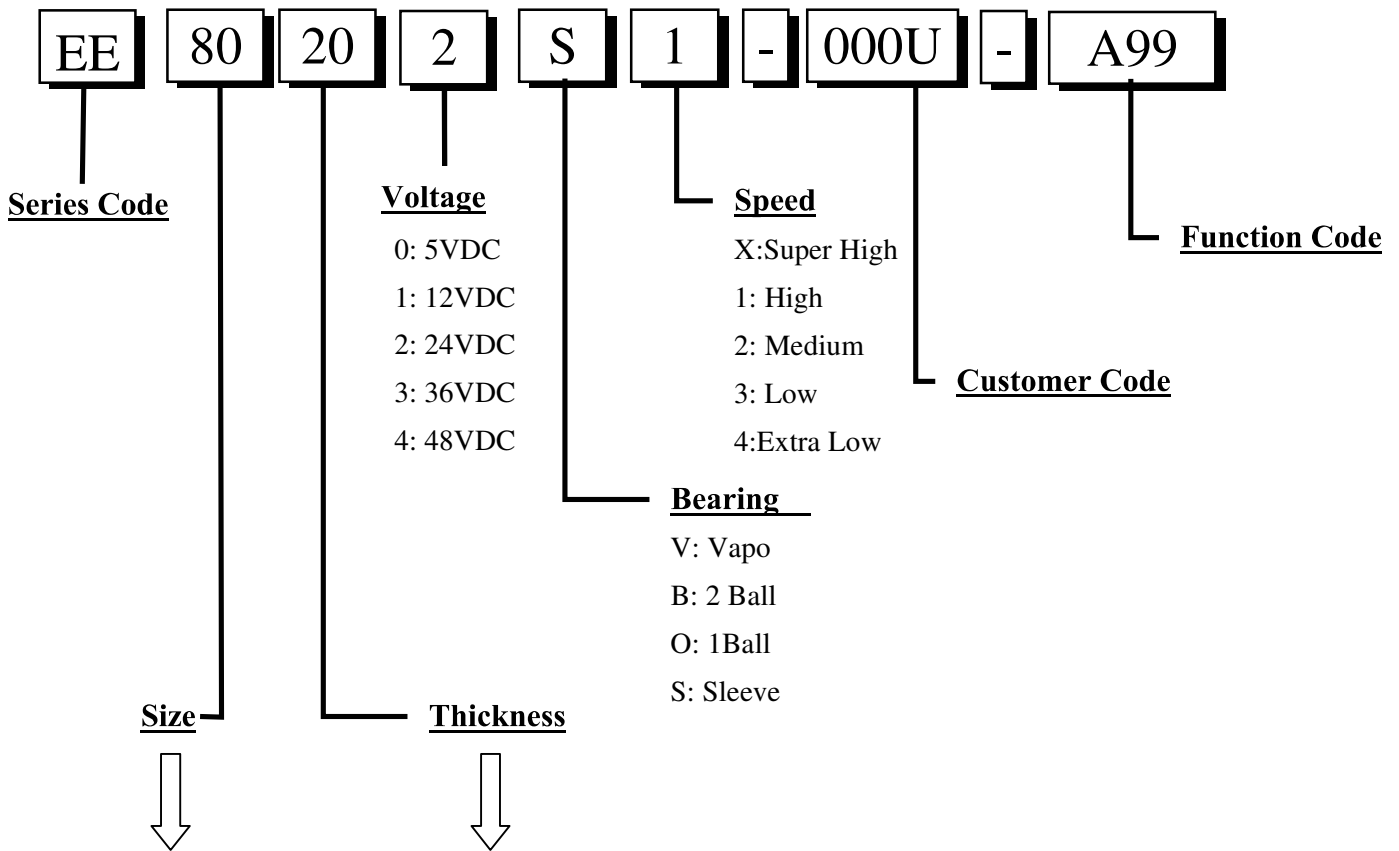 EE 80 20 2 S 1 - 000U - A99
Series Code
Voltage
0: 5VDC
1: 12VDC
2: 24VDC
3: 36VDC
4: 48VDC
Speed
X:Super High
1: High
2: Medium
3: Low
4:Extra Low
Function Code
Customer Code
Bearing
V: Vapo
B: 2 Ball
O: 1Ball
S: Sleeve
Size
Thickness